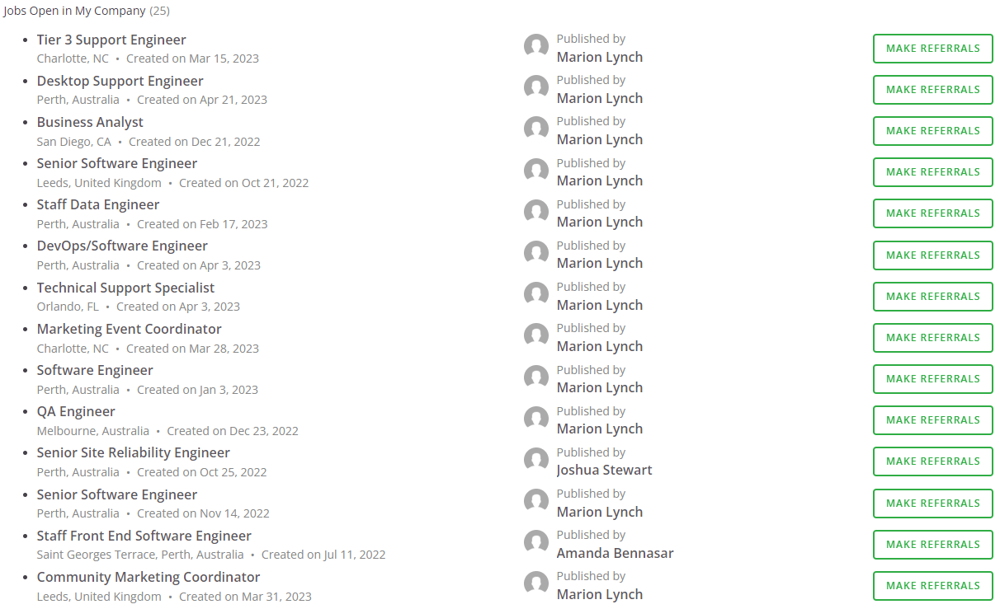 Jobs Open in My Company (25)
Tier 3 Support Engineer
Charlotte, NC • Created on Mar 15, 2023
Published by
Marion Lynch
MAKE REFERRALS
Desktop Support Engineer
Perth, Australia • Created on Apr 21, 2023
Published by
Marion Lynch
MAKE REFERRALS
Business Analyst
San Diego, CA • Created on Dec 21, 2022
Published by
Marion Lynch
MAKE REFERRALS
Senior Software Engineer
Leeds, United Kingdom • Created on Oct 21, 2022
Published by
Marion Lynch
MAKE REFERRALS
Staff Data Engineer
Perth, Australia • Created on Feb 17, 2023
Published by
Marion Lynch
MAKE REFERRALS
DevOps/Software Engineer
Perth, Australia • Created on Apr 3, 2023
Published by
Marion Lynch
MAKE REFERRALS
Technical Support Specialist
Orlando, FL • Created on Apr 3, 2023
Published by
Marion Lynch
MAKE REFERRALS
Marketing Event Coordinator
Charlotte, NC • Created on Mar 28, 2023
Published by
Marion Lynch
MAKE REFERRALS
Software Engineer
Perth, Australia • Created on Jan 3, 2023
Published by
Marion Lynch
MAKE REFERRALS
QA Engineer
Melbourne, Australia • Created on Dec 23, 2022
Published by
Marion Lynch
MAKE REFERRALS
Senior Site Reliability Engineer
Perth, Australia • Created on Oct 25, 2022
Published by
Joshua Stewart
MAKE REFERRALS
Senior Software Engineer
Perth, Australia • Created on Nov 14, 2022
Published by
Marion Lynch
MAKE REFERRALS
Staff Front End Software Engineer
Saint Georges Terrace, Perth, Australia • Created on Jul 11, 2022
Published by
Amanda Bennasar
MAKE REFERRALS
Community Marketing Coordinator
Leeds, United Kingdom • Created on Mar 31, 2023
Published by
Marion Lynch
MAKE REFERRALS